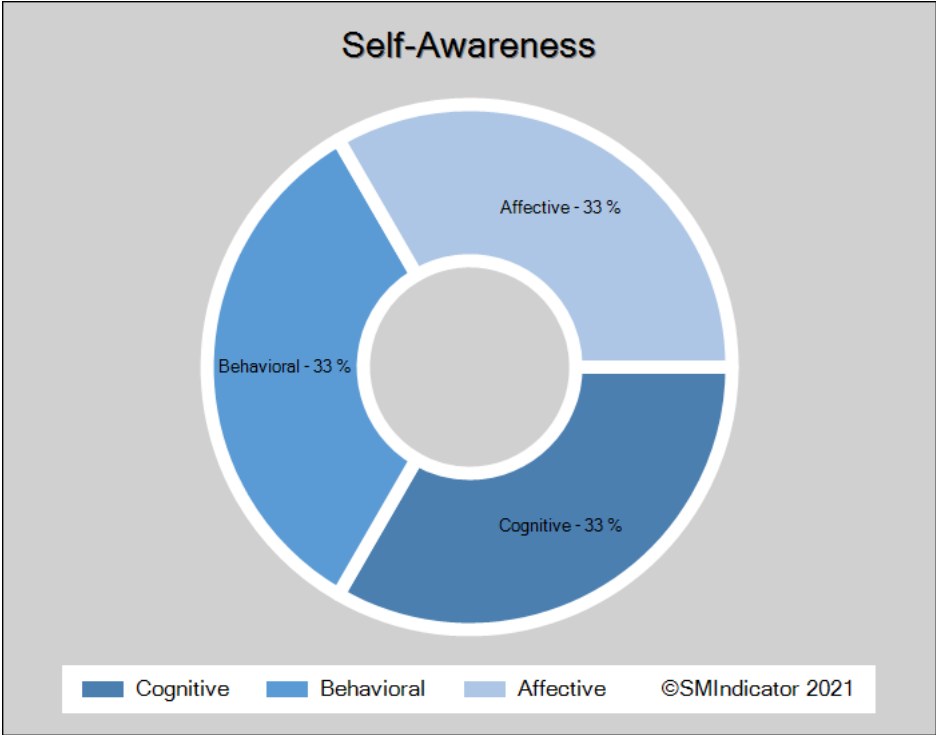 Self-Awareness
Affective - 33 %
Behavioral - 33 %
Cognitive - 33 %
Cognitive Behavioral Affective ©SMIndicator 2021